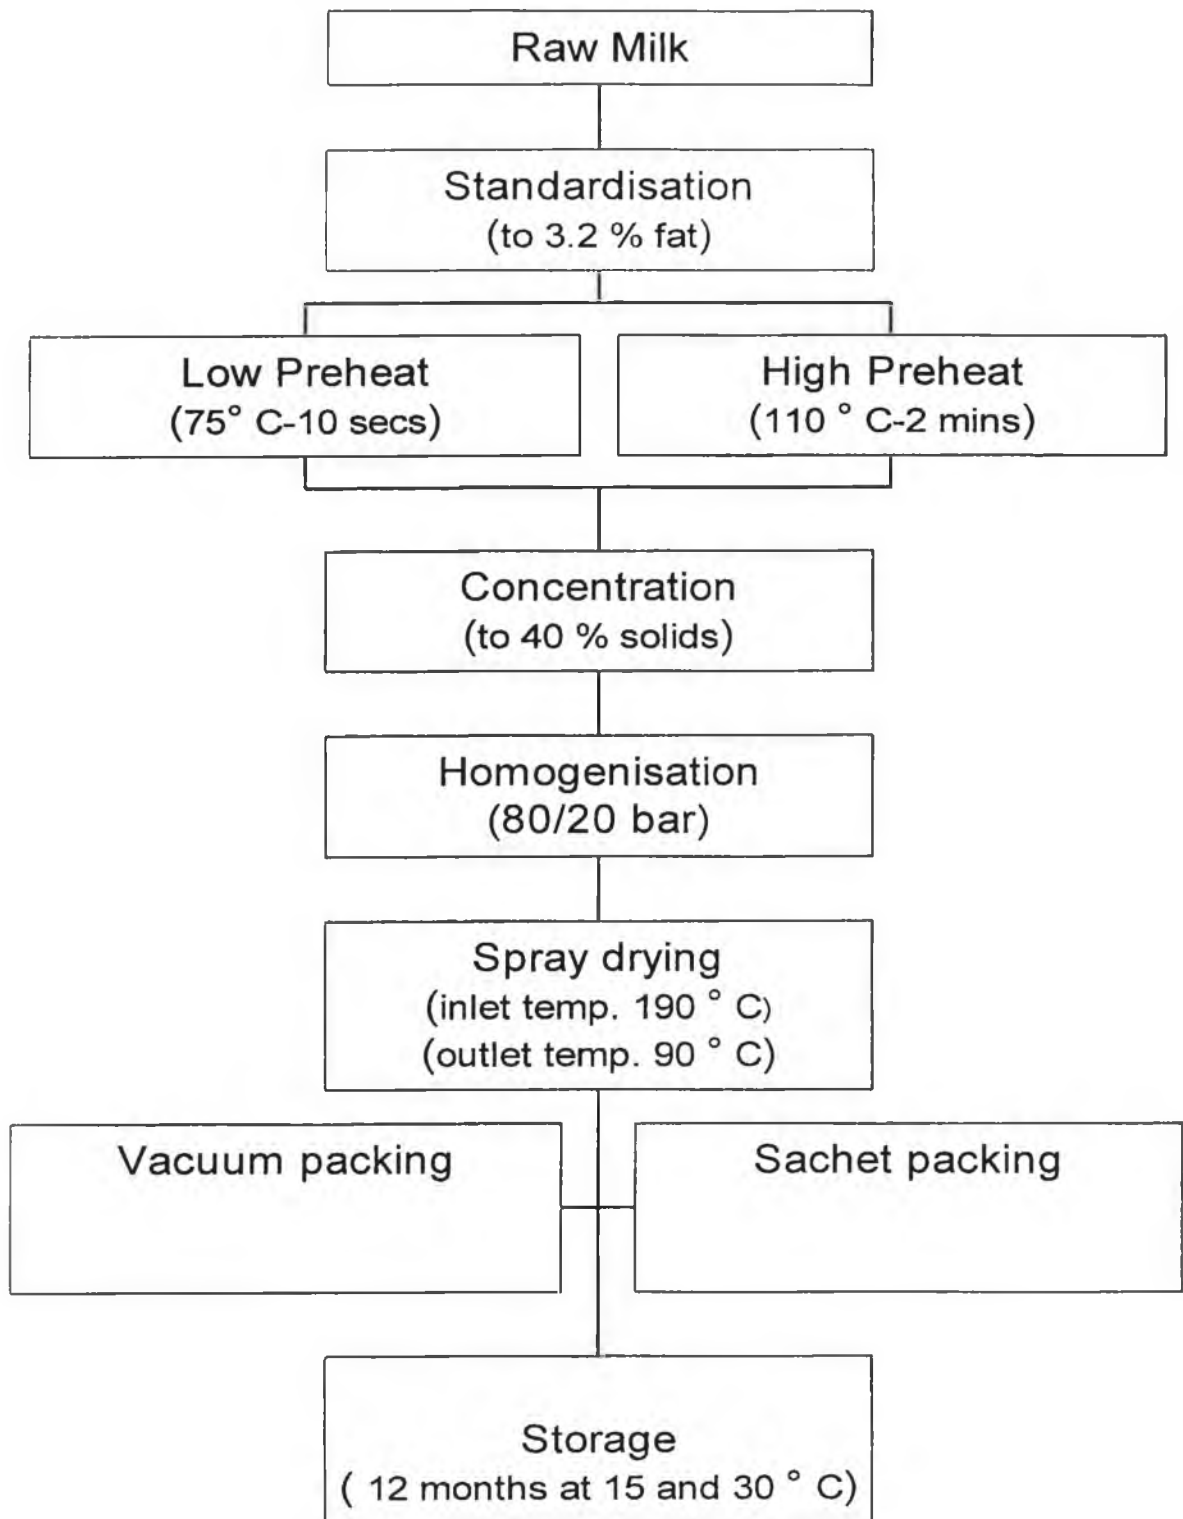 Raw Milk
Standardisation
(to 3.2 % fat)
Low Preheat
(75° C-10 secs)
High Preheat
(110 ° C-2 mins)
Concentration
(to 40 % solids)
Homogenisation
(80/20 bar)
Spray drying
(inlet temp. 190 ° C)
(outlet temp. 90 ° C)
Vacuum packing
Sachet packing
Storage
( 12 months at 15 and 30 ° C)